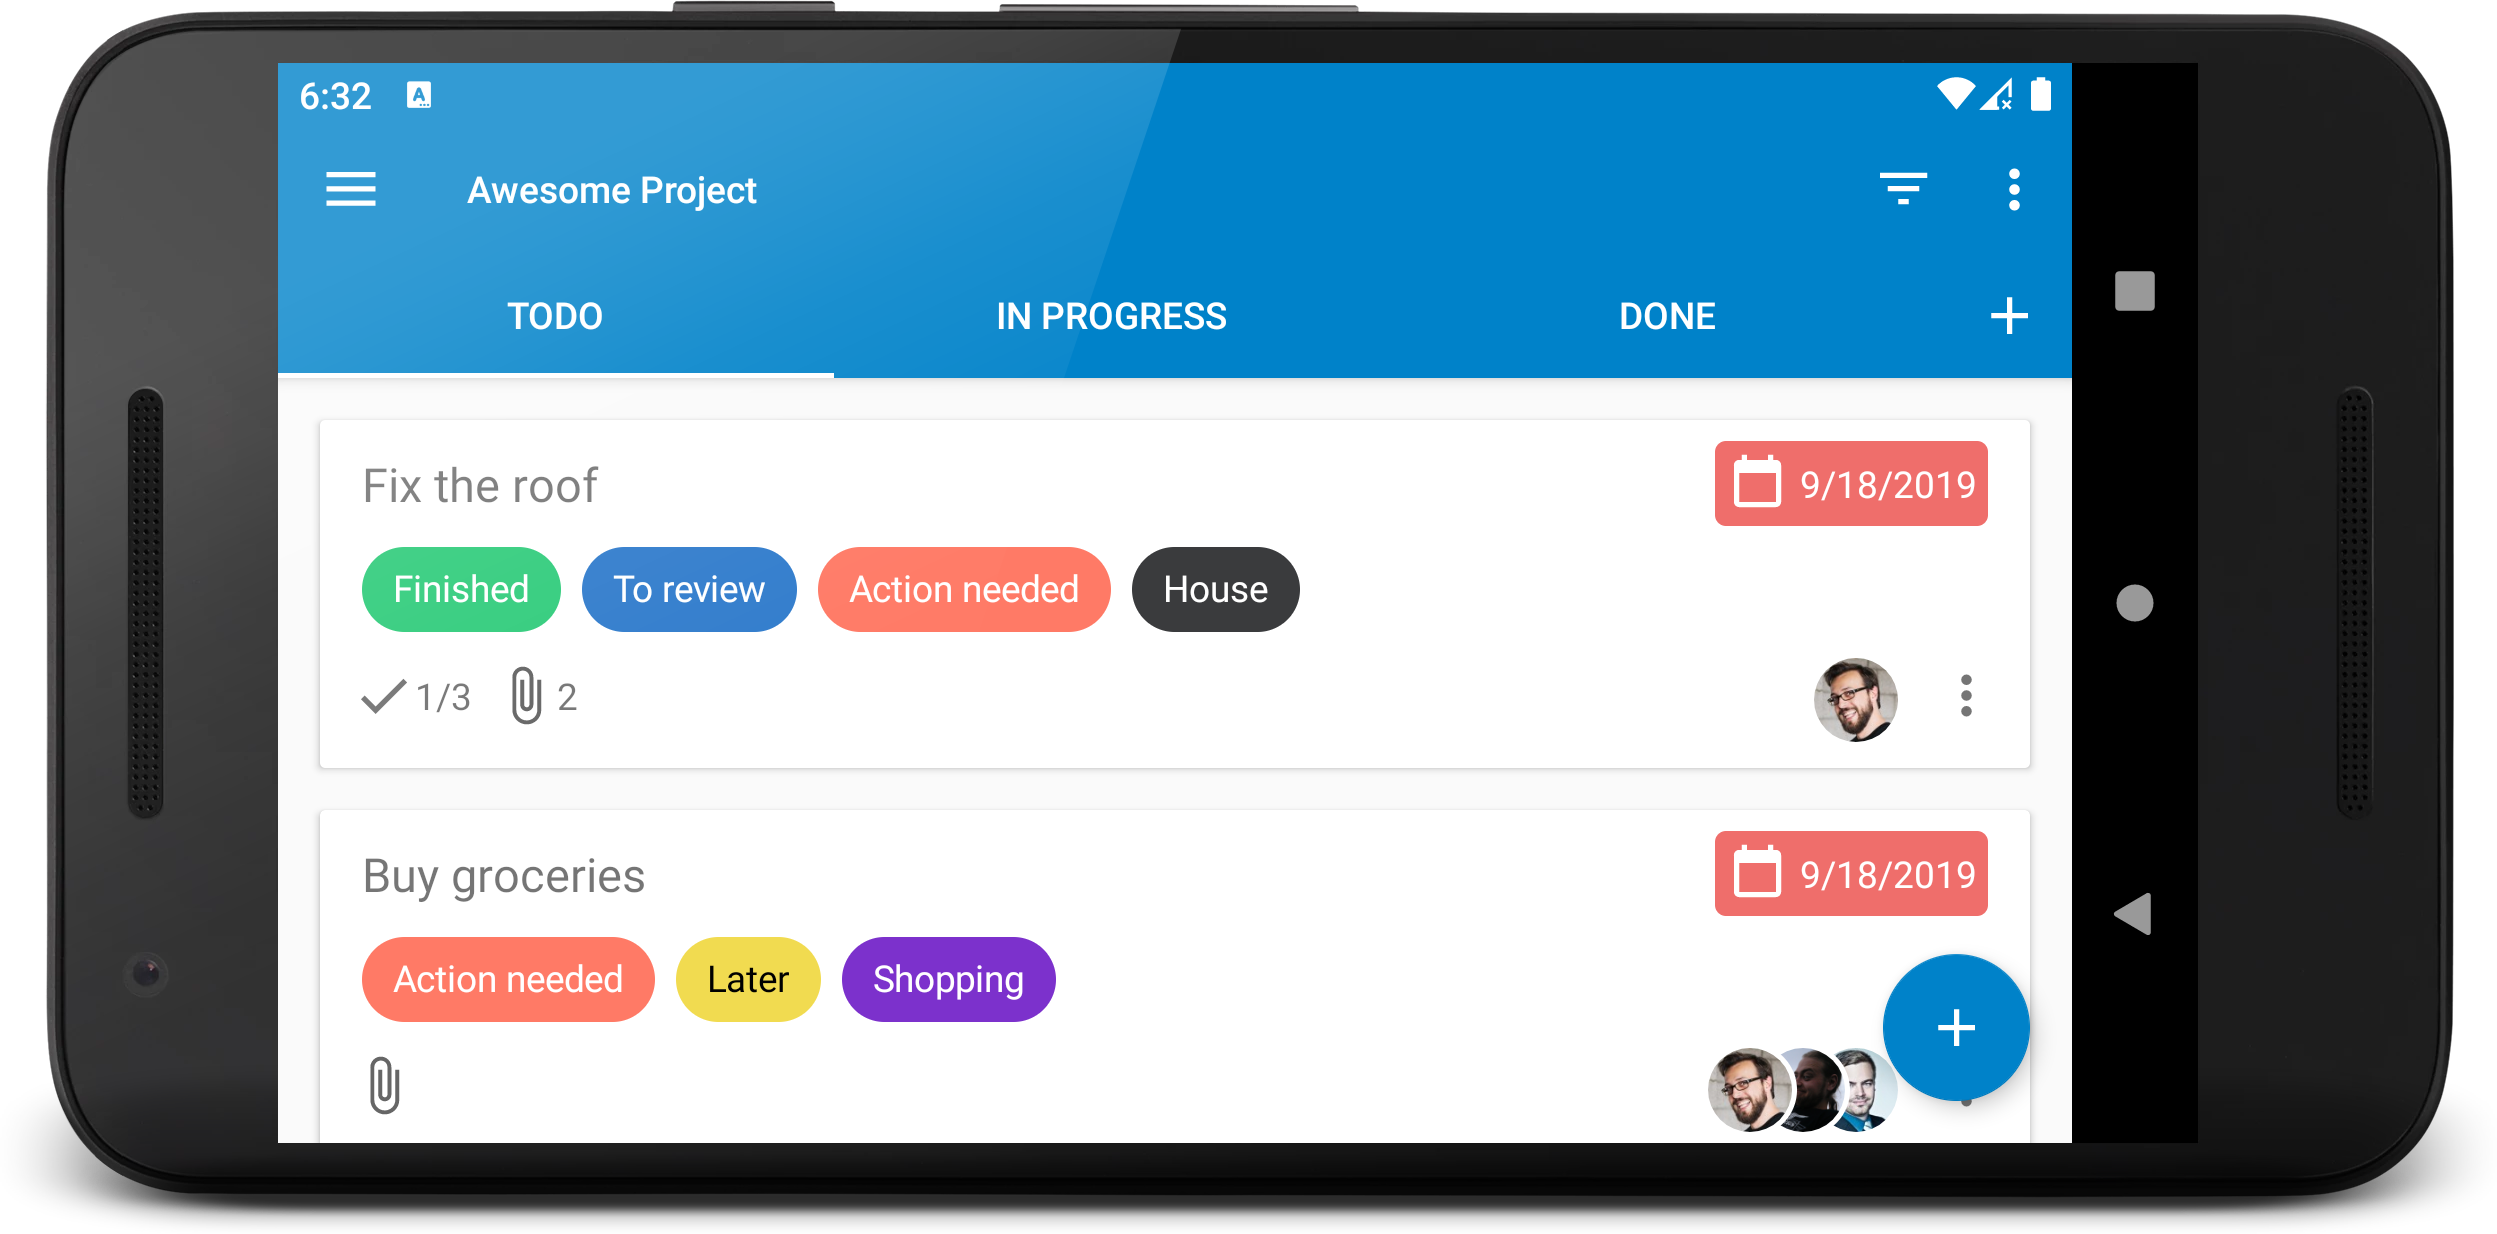 6:32
Awesome Project
TODO IN PROGRESS DONE
Fix the roof 9/18/2019
Finished To review Action needed House
1/3 2
Buy groceries 9/18/2019
Action needed Later Shopping